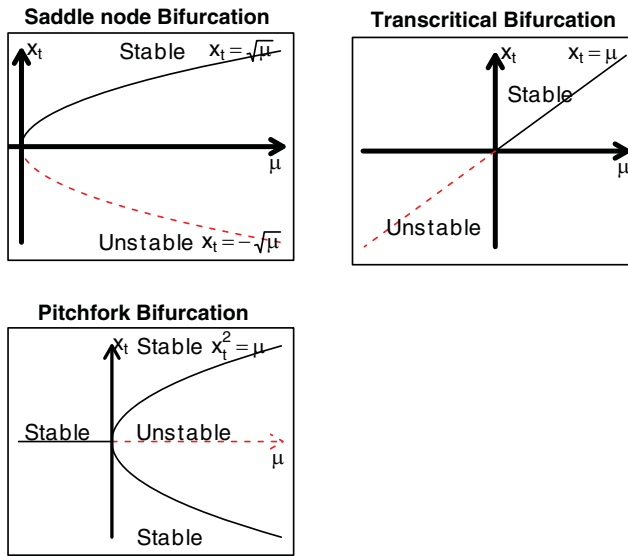 Saddle node Bifurcation
xₜ Stable xₜ = √μ
μ
Unstable xₜ = −√μ
Transcritical Bifurcation
xₜ xₜ = μ
Stable
μ
Unstable
Pitchfork Bifurcation
xₜ Stable xₜ² = μ
Stable Unstable
μ
Stable